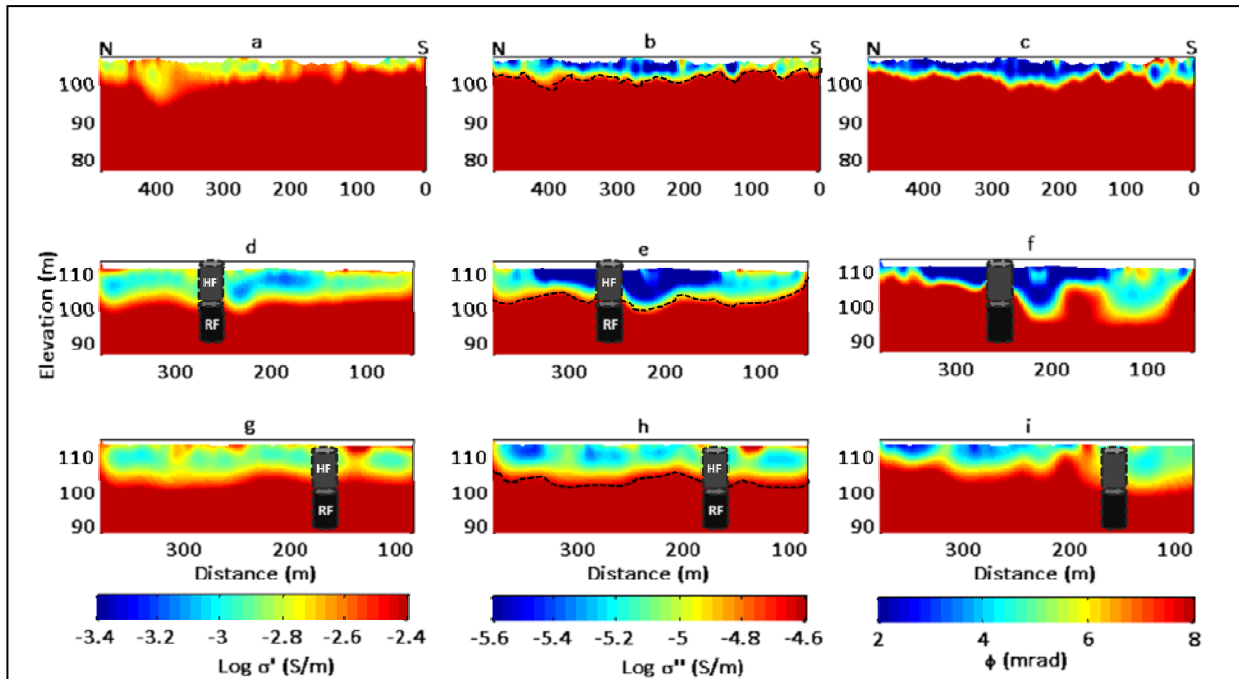 a b c
N S N S N S
100 100 100
90 90 90
80 80 80
400 300 200 100 0 400 300 200 100 0 400 300 200 100 0
d e f
Elevation (m)
110 110 110
HF HF
100 100 100
RF RF
90 90 90
300 200 100 300 200 100 300 200 100
g h i
110 110 110
HF HF
100 100 100
RF RF
90 90 90
300 200 100 300 200 100 300 200 100
Distance (m) Distance (m) Distance (m)
-3.4 -3.2 -3 -2.8 -2.6 -2.4 -5.6 -5.4 -5.2 -5 -4.8 -4.6 2 4 6 8
Log σ' (S/m) Log σ'' (S/m) ϕ (mrad)